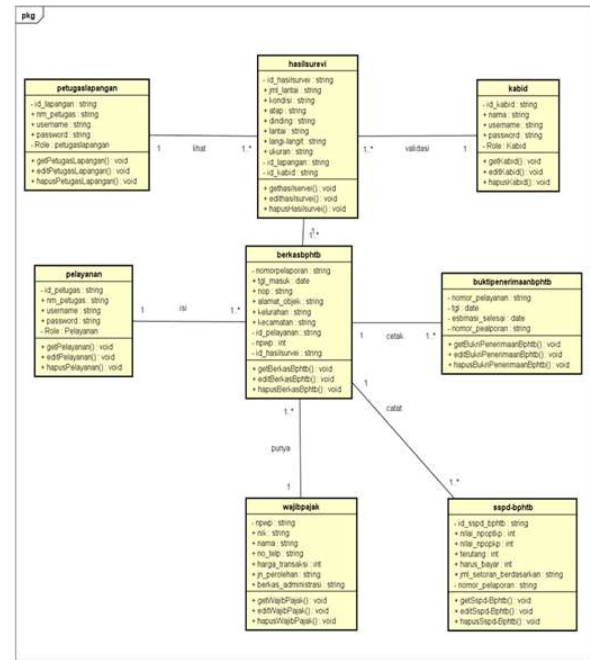 pkg
hasilsurevi
- id_hasilsurvei : string
+ jml_lantai : string
+ kondisi : string
+ atap : string
+ dinding : string
+ lantai : string
+ langi-langit : string
+ ukuran : string
- id_lapangan : string
- id_kabid : string
+ gethasilservei() : void
+ edithasilsurvei() : void
+ hapusHasilsurvei() : void
petugaslapangan
- id_lapangan : string
+ nm_petugas : string
+ username : string
+ password : string
- Role : petugaslapangan
+ getPetugasLapangan() : void
+ editPetugasLapangan() : void
+ hapusPetugasLapangan() : void
kabid
- id_kabid : string
+ nama : string
+ username : string
+ password : string
- Role : Kabid
+ getKabid() : void
+ editKabid() : void
+ hapusKabid() : void
1
lihat
1..*
1..*
validasi
1
1
1..*
berkasbphtb
- nomorpelaporan : string
+ tgl_masuk : date
+ nop : string
+ alamat_objek : string
+ kelurahan : string
+ kecamatan : string
- id_pelayanan : string
- npwp : int
- id_hasilsurvei : string
+ getBerkasBphtb() : void
+ editBerkasBphtb() : void
+ hapusBerkasBphtb() : void
pelayanan
- id_petugas : string
+ nm_petugas : string
+ username : string
+ password : string
- Role : Pelayanan
+ getPelayanan() : void
+ editPelayanan() : void
+ hapusPelayanan() : void
buktipenerimaanbphtb
- nomor_pelayanan : string
- tgl : date
- estimasi_selesai : date
- nomor_pealporan : string
+ getBukriPenerimaanBphtb() : void
+ editBukriPenerimaanBphtb() : void
+ hapusBukriPenerimaanBphtb() : void
1
isi
1..*
1
cetak
1..*
1
catat
1..*
1..*
punya
1
wajibpajak
- npwp : string
+ nik : string
+ nama : string
+ no_telp : string
+ harga_transaksi : int
+ jn_perolehan : string
+ berkas_administrasi : string
+ getWajibPajak() : void
+ editWajibPajak() : void
+ hapusWajibPajak() : void
sspd-bphtb
- id_sspd_bphtb : string
+ nilai_npoptkp : int
+ nilai_npopkp : int
+ terutang : int
+ harus_bayar : int
+ jml_setoran_berdasarkan : string
- nomor_pelaporan : string
+ getSspd-Bphtb() : void
+ editSspd-Bphtb() : void
+ hapusSspd-Bphtb() : void